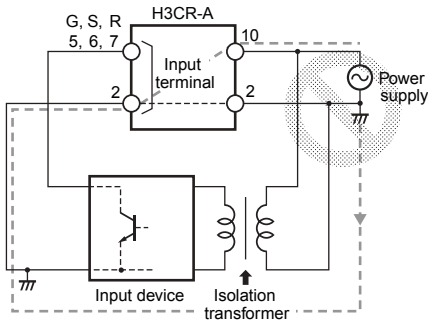 H3CR-A
G, S, R
5, 6, 7
10
Input
terminal
2
2
Power
supply
Input device
Isolation
transformer